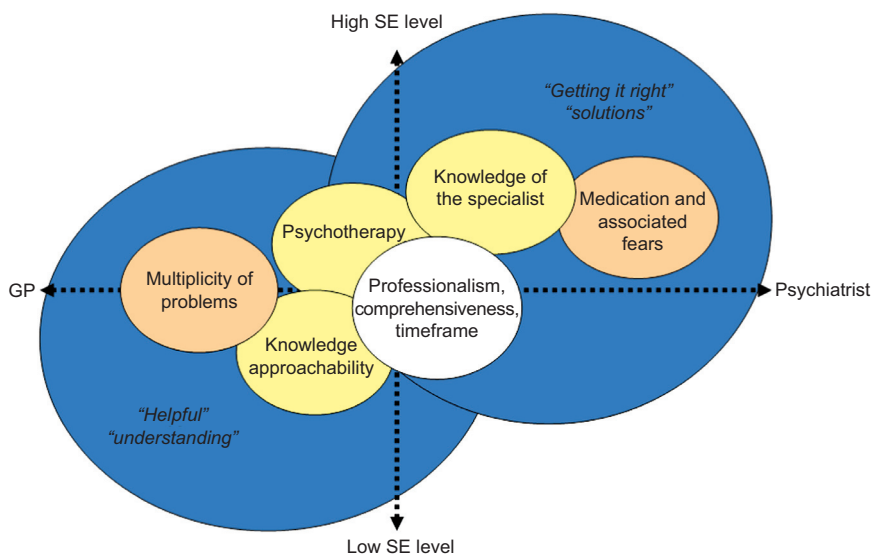 High SE level
“Getting it right”
“solutions”
Knowledge of
the specialist
Medication and
associated
fears
Psychotherapy
Multiplicity of
problems
GP
Professionalism,
comprehensiveness,
timeframe
Psychiatrist
Knowledge
approachability
“Helpful”
“understanding”
Low SE level